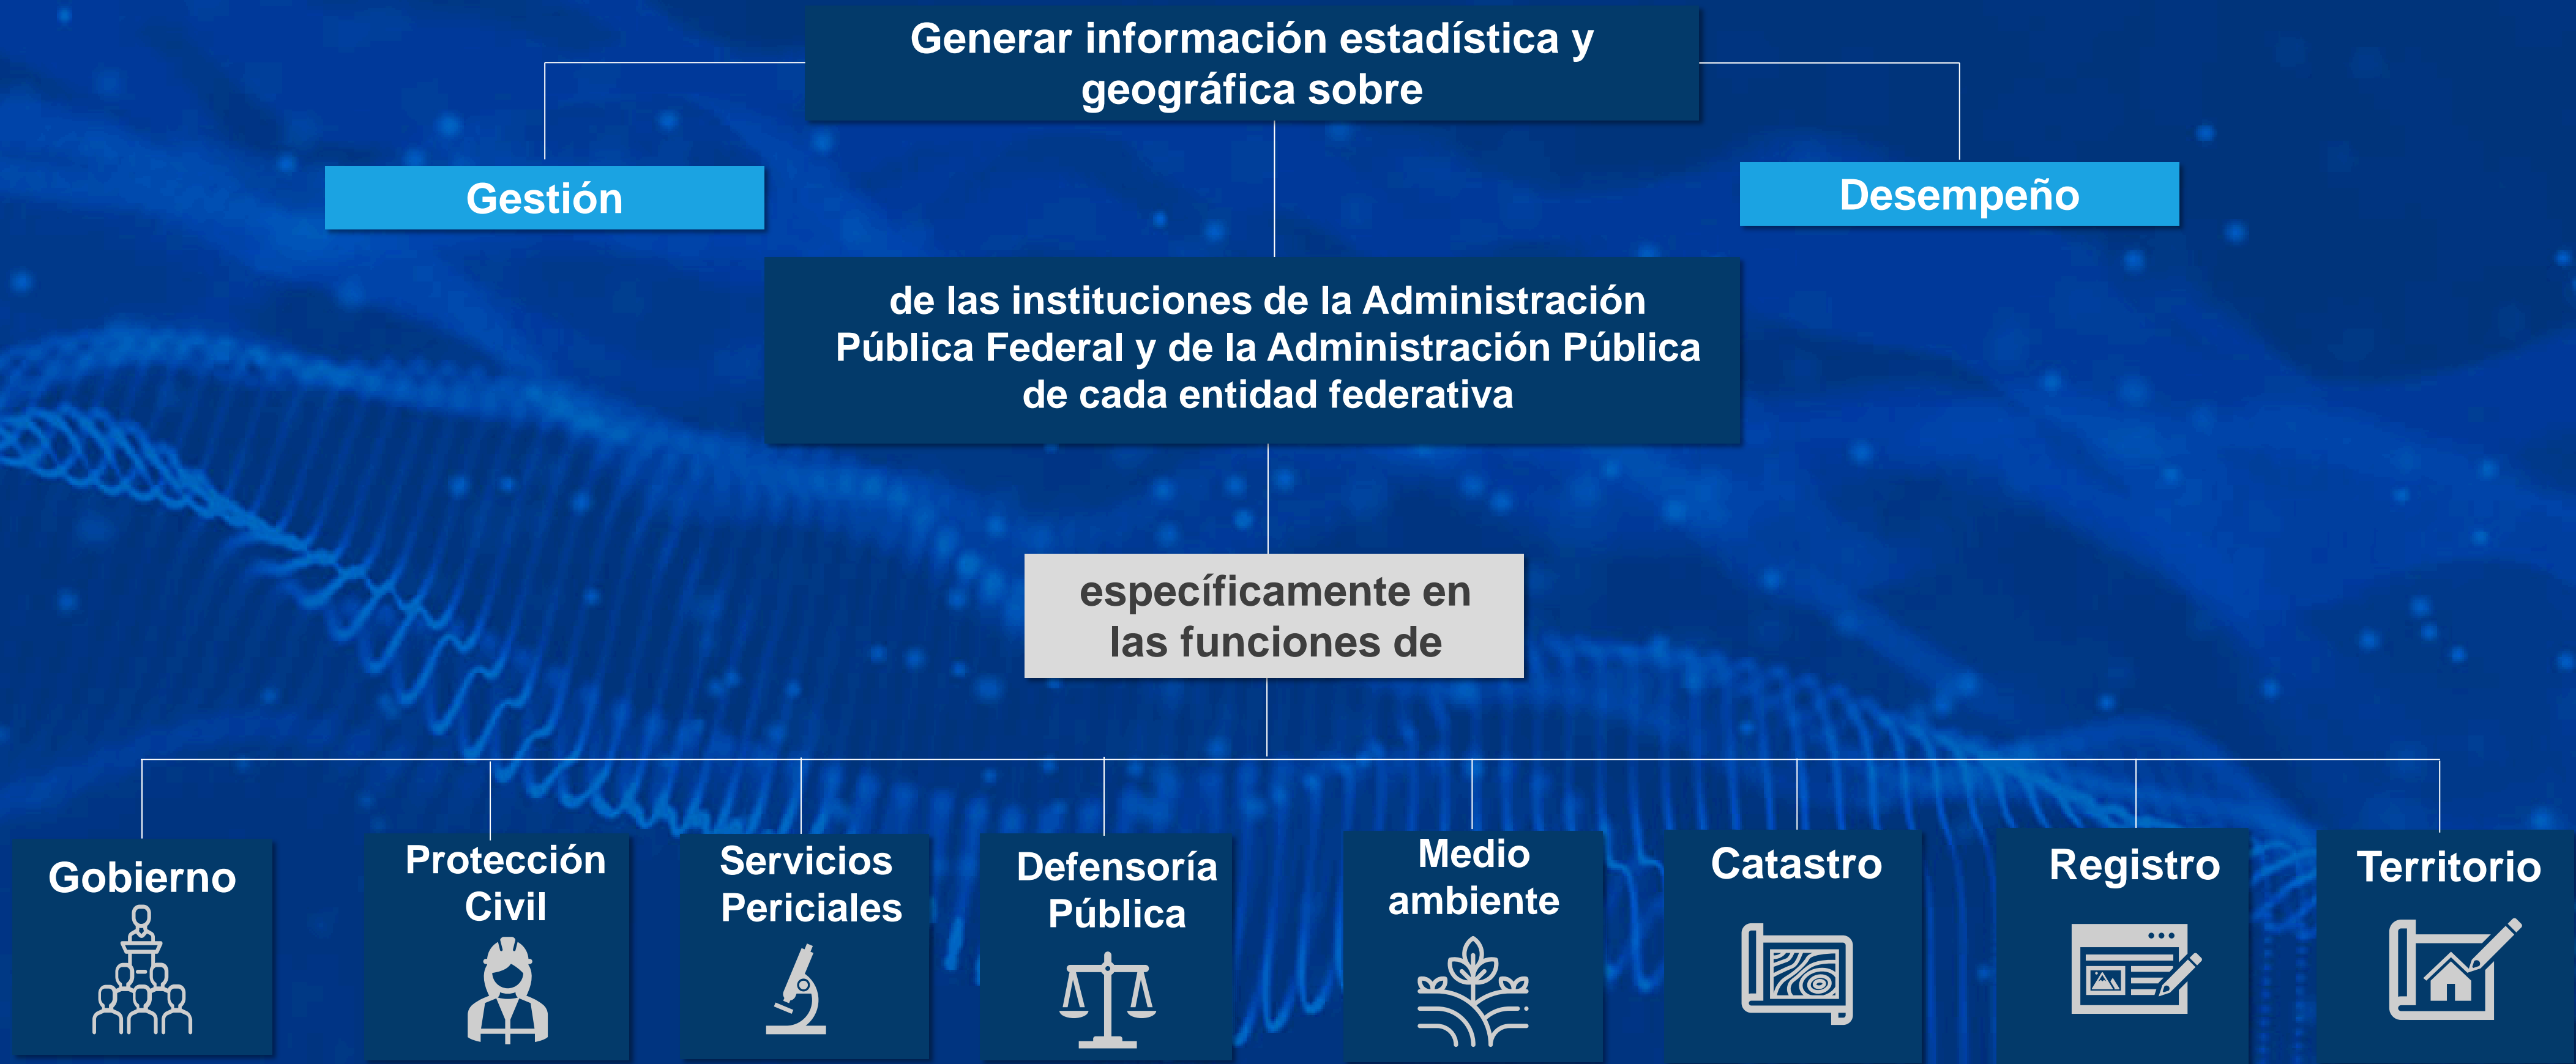 Generar información estadística y
geográfica sobre
Gestión
Desempeño
de las instituciones de la Administración
Pública Federal y de la Administración Pública
de cada entidad federativa
específicamente en
las funciones de
Gobierno
Protección
Civil
Servicios
Periciales
Defensoría
Pública
Medio
ambiente
Catastro
Registro
Territorio